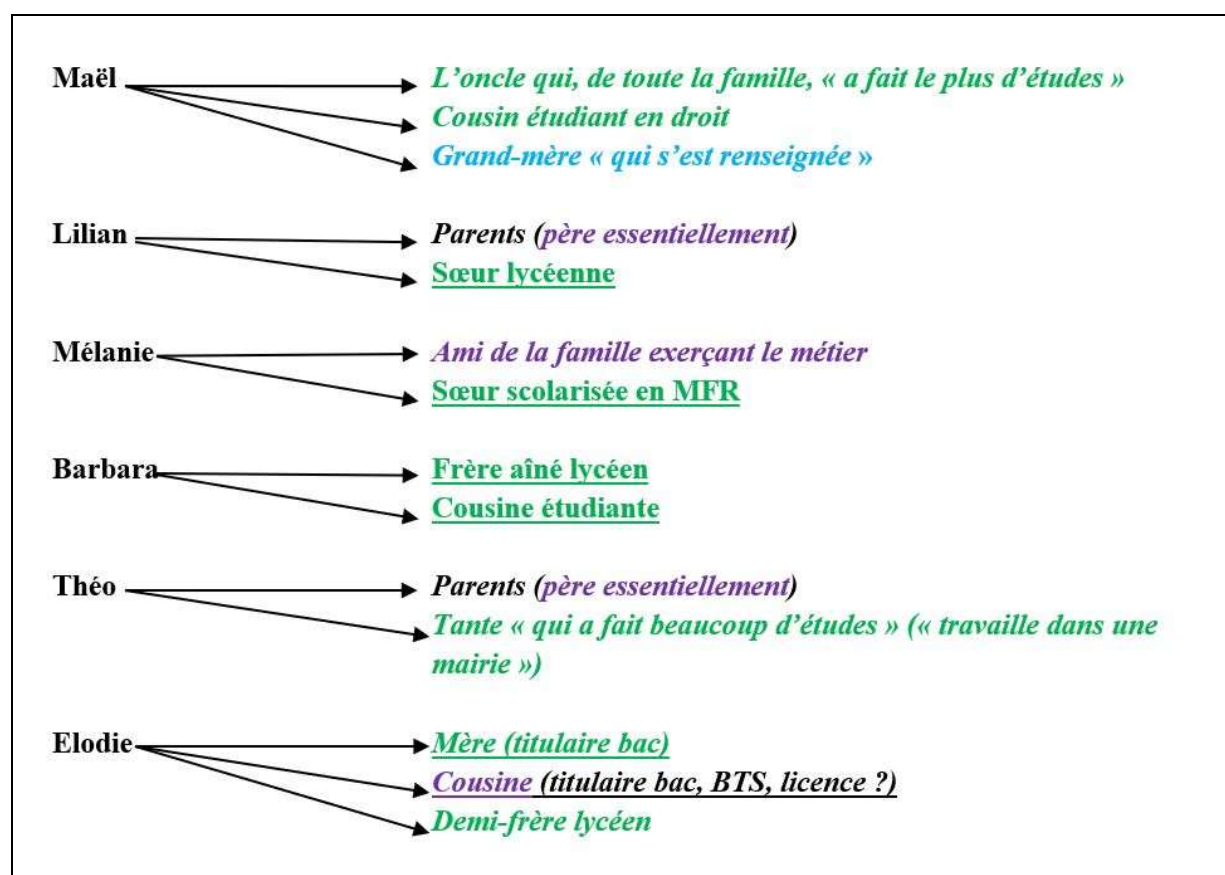 Maël
L’oncle qui, de toute la famille, « a fait le plus d’études »
Cousin étudiant en droit
Grand-mère « qui s’est renseignée »
Lilian
Parents (père essentiellement)
Sœur lycéenne
Mélanie
Ami de la famille exerçant le métier
Sœur scolarisée en MFR
Barbara
Frère aîné lycéen
Cousine étudiante
Théo
Parents (père essentiellement)
Tante « qui a fait beaucoup d’études » (« travaille dans une
mairie »)
Elodie
Mère (titulaire bac)
Cousine (titulaire bac, BTS, licence ?)
Demi-frère lycéen